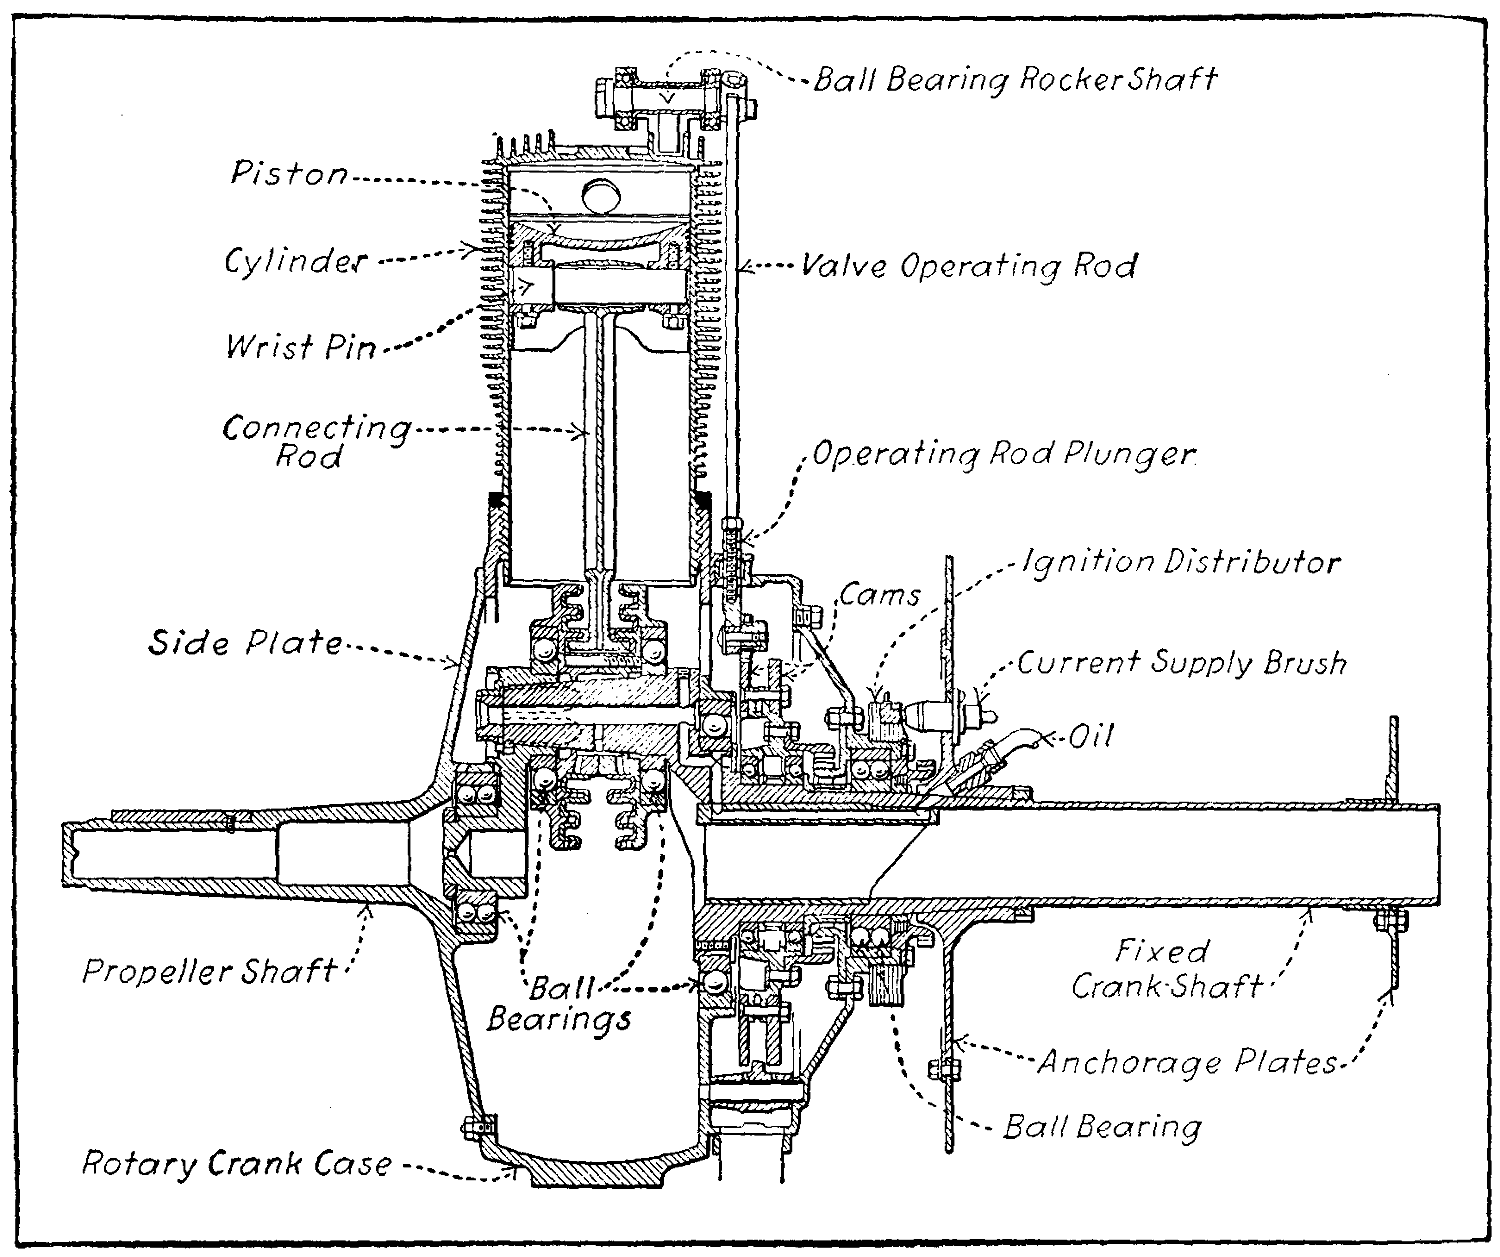 Ball Bearing Rocker Shaft
Piston
Cylinder
Valve Operating Rod
Wrist Pin
Connecting
Rod
Operating Rod Plunger
Ignition Distributor
Cams
Side Plate
Current Supply Brush
Oil
Propeller Shaft
Ball
Bearings
Fixed
Crank-Shaft
Anchorage Plates
Ball Bearing
Rotary Crank Case